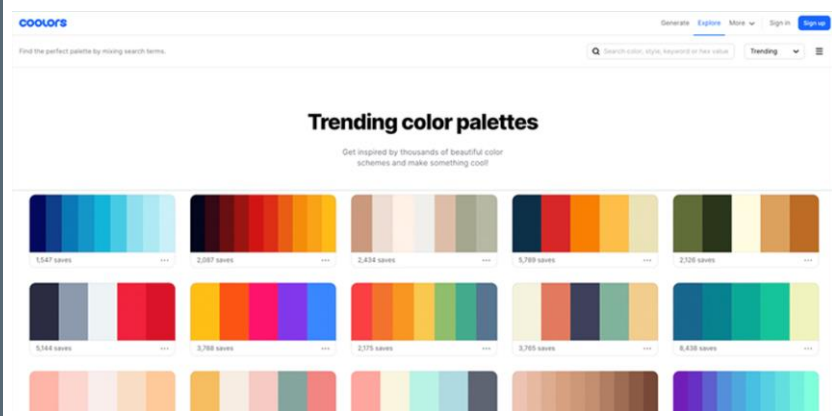 coolors
Generate Explore More Sign in Sign up
Find the perfect palette by mixing search terms.
Search color, style, keyword or hex value
Trending
Trending color palettes
Get inspired by thousands of beautiful color
schemes and make something cool!
1,547 saves 2,087 saves 2,434 saves 5,789 saves 2,126 saves
5,144 saves 3,788 saves 2,175 saves 3,765 saves 8,438 saves